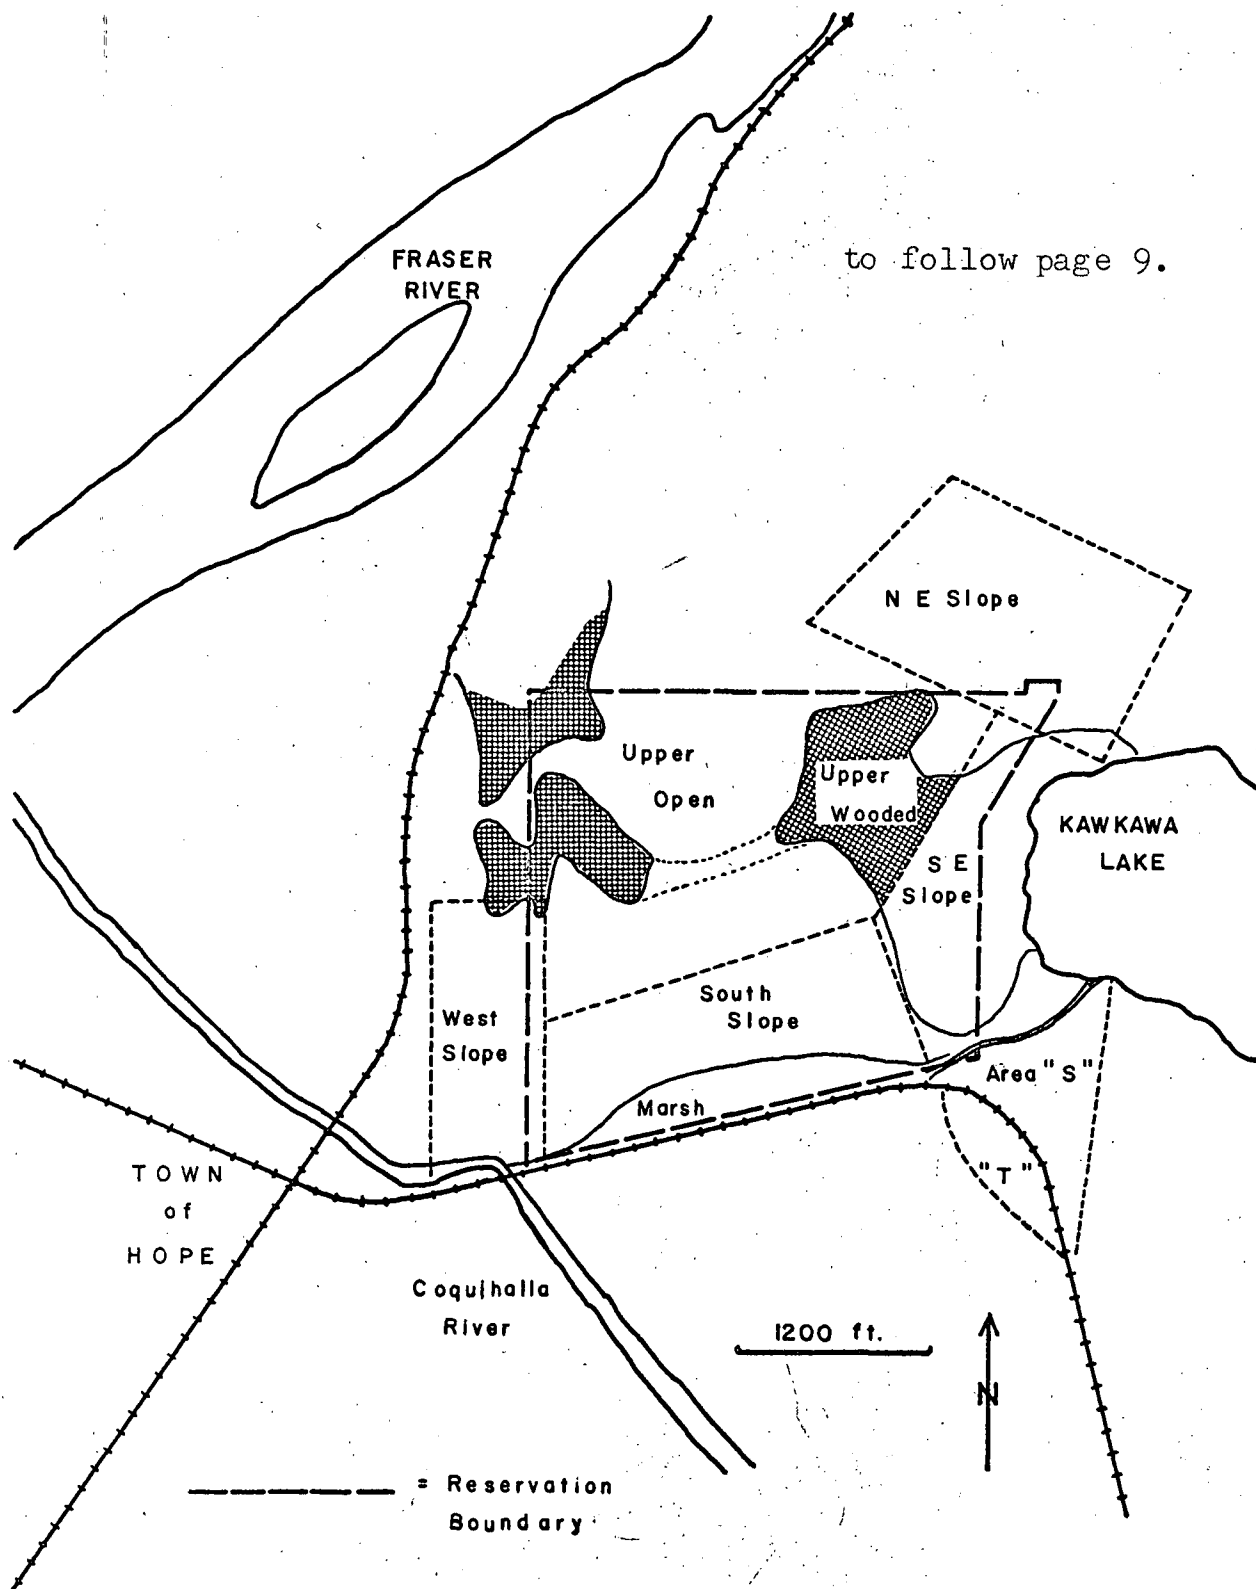 to follow page 9.
FRASER
RIVER
N E Slope
Upper
Open
Upper
Wooded
KAWKAWA
LAKE
S E
Slope
South
Slope
West
Slope
Area "S"
Marsh
"T"
TOWN
of
HOPE
Coquihalla
River
1200 ft.
N
= Reservation
Boundary